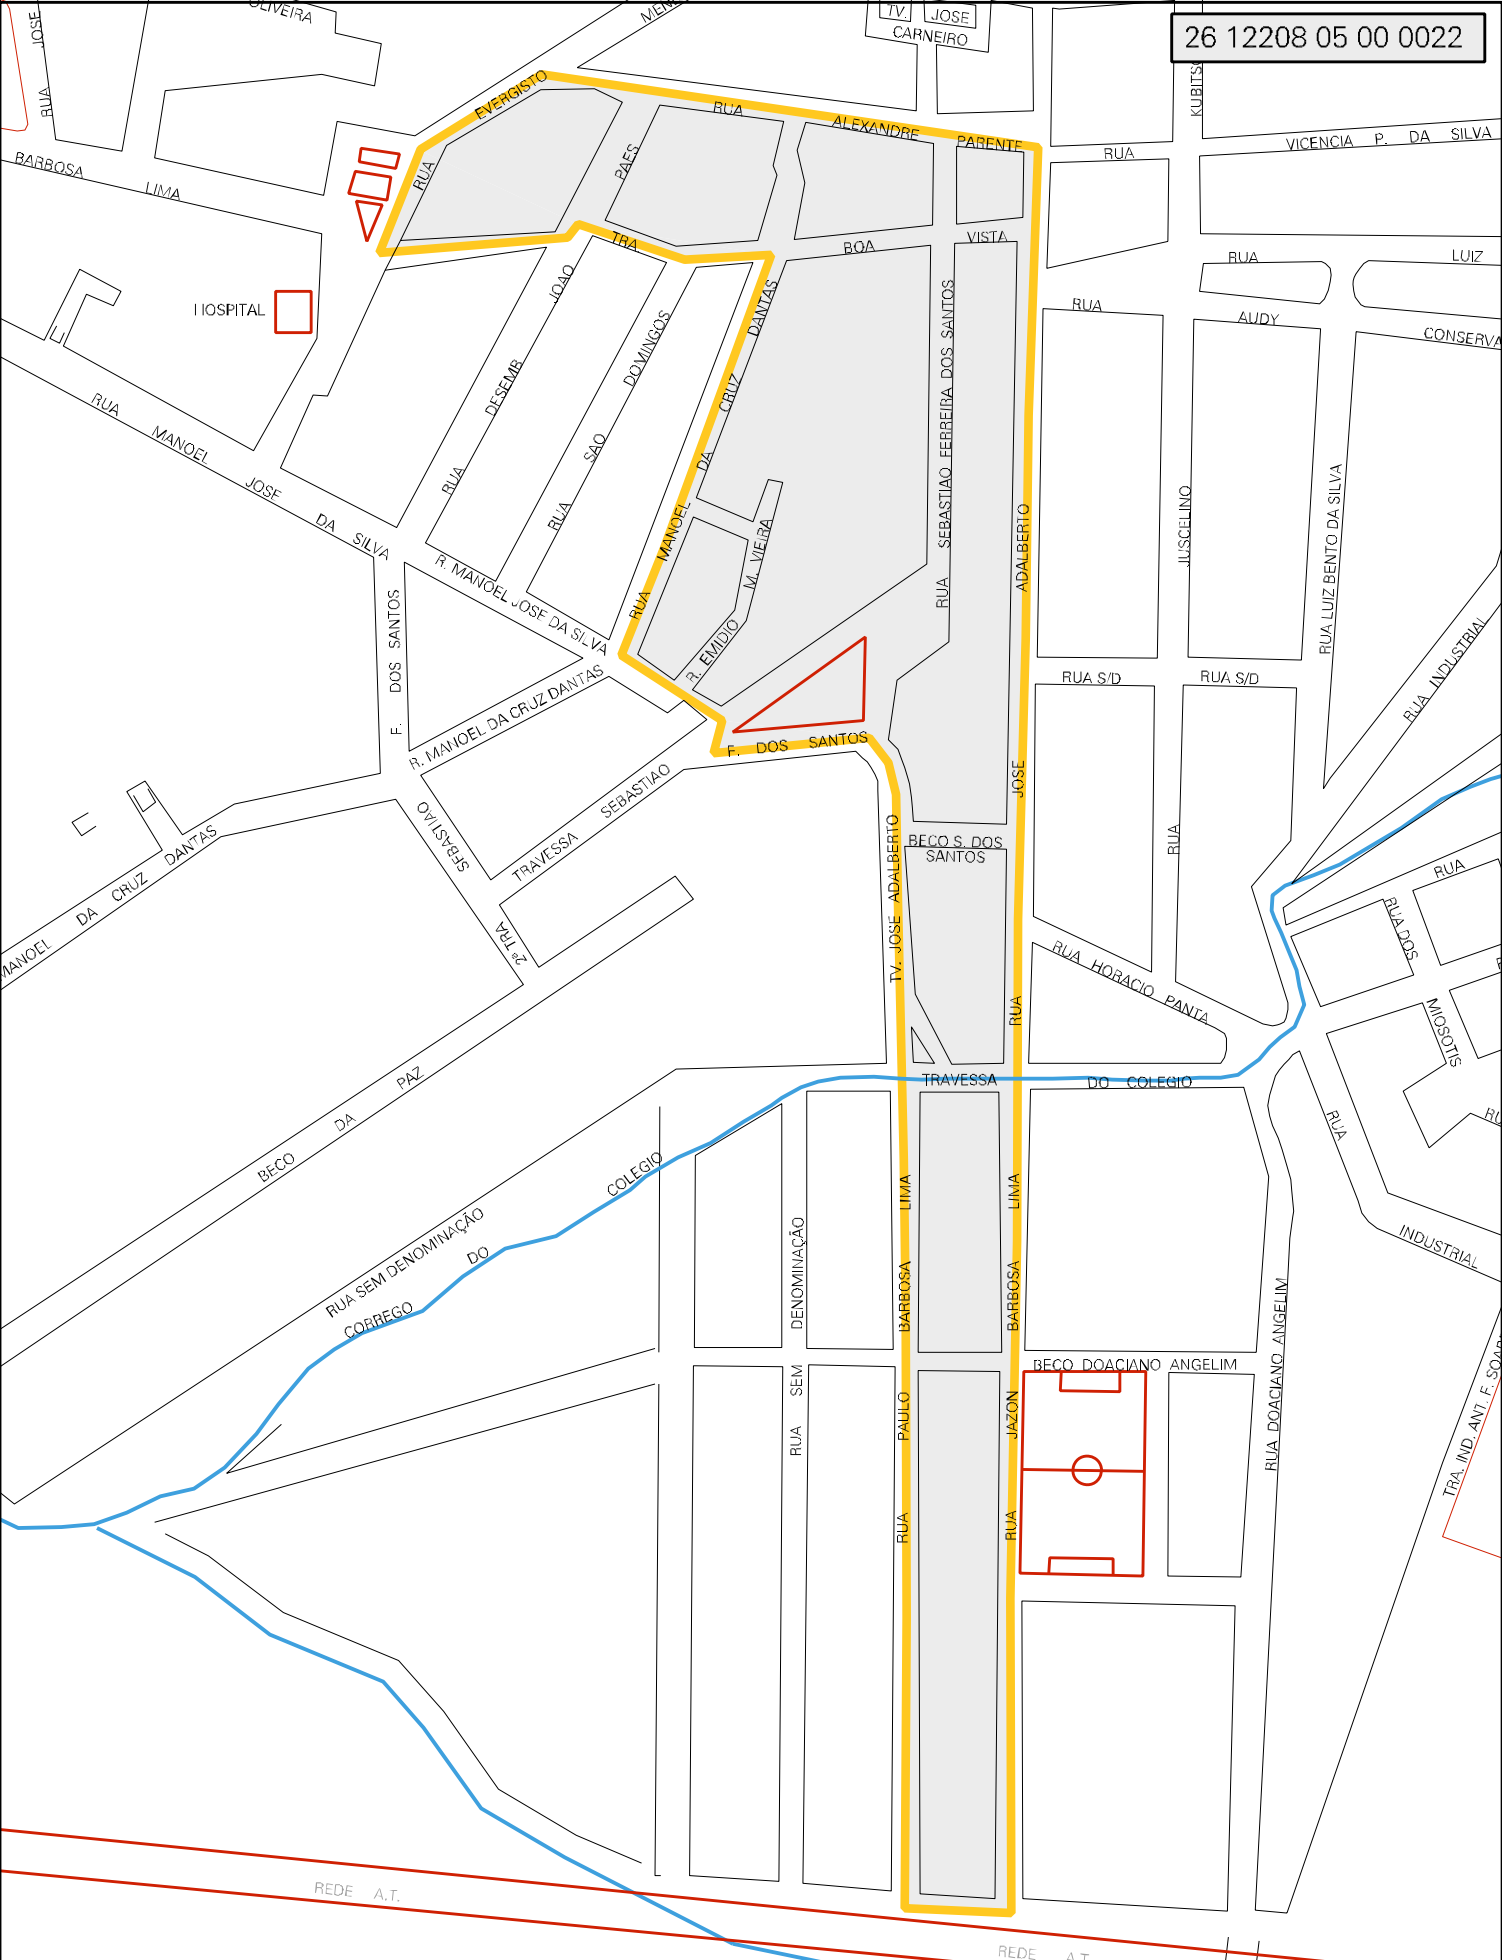 OLIVEIRA
TV. JOSE
CARNEIRO
26 12208 05 00 0022
RUA JOSE
EVERGISTO
RUA
RUA ALEXANDRE PARENTE
KUBITS
VICENCIA P. DA SILVA
RUA
BARBOSA LIMA
PAES
TRA BOA VISTA
RUA LUIZ
HOSPITAL
RUA AUDY
CONSERVA
RUA MANOEL JOSE DA SILVA
RUA DESEMB JOAO
RUA SAO DOMINGOS
RUA MANOEL DA CRUZ DANTAS
RUA SEBASTIAO FERREIRA DOS SANTOS
RUA JOSE ADALBERTO
RUA JUSCELINO
RUA LUIZ BENTO DA SILVA
RUA INDUSTRIAL
R. MANOEL JOSE DA SILVA
R. EMIDIO M. VIEIRA
F. DOS SANTOS
R. MANOEL DA CRUZ DANTAS
RUA S/D
RUA S/D
F. DOS SANTOS
TRAVESSA SEBASTIAO
SEBASTIAO
2ª TRA
MANOEL DA CRUZ DANTAS
TV. JOSE ADALBERTO
BECO S. DOS
SANTOS
RUA
RUA DOS
MIOSOTIS
RUA HORACIO PANTA
BECO DA PAZ
TRAVESSA DO COLEGIO
RUA
INDUSTRIAL
CORREGO DO COLEGIO
RUA SEM DENOMINAÇÃO
RUA SEM DENOMINAÇÃO
RUA PAULO BARBOSA LIMA
RUA JAZON BARBOSA LIMA
BECO DOACIANO ANGELIM
RUA DOACIANO ANGELIM
TRA. IND. ANT. F. SOAR
REDE A.T.
REDE A.T.